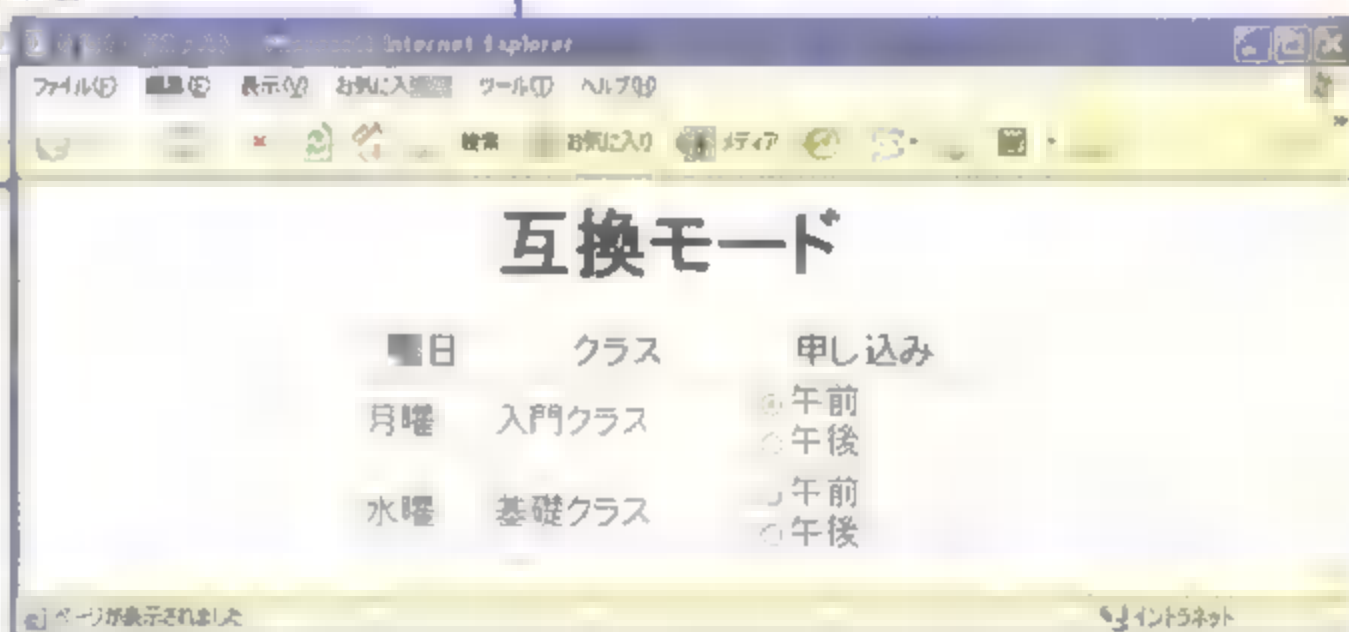 Internet Explorer
ファイル(F) 表示(V) お気に入 ツール(T) ヘルプ(H)
検索 お気に入り メディア
互換モード
日 クラス 申し込み
月曜 入門クラス 午前
午後
水曜 基礎クラス 午前
午後
ページが表示されました イントラネット